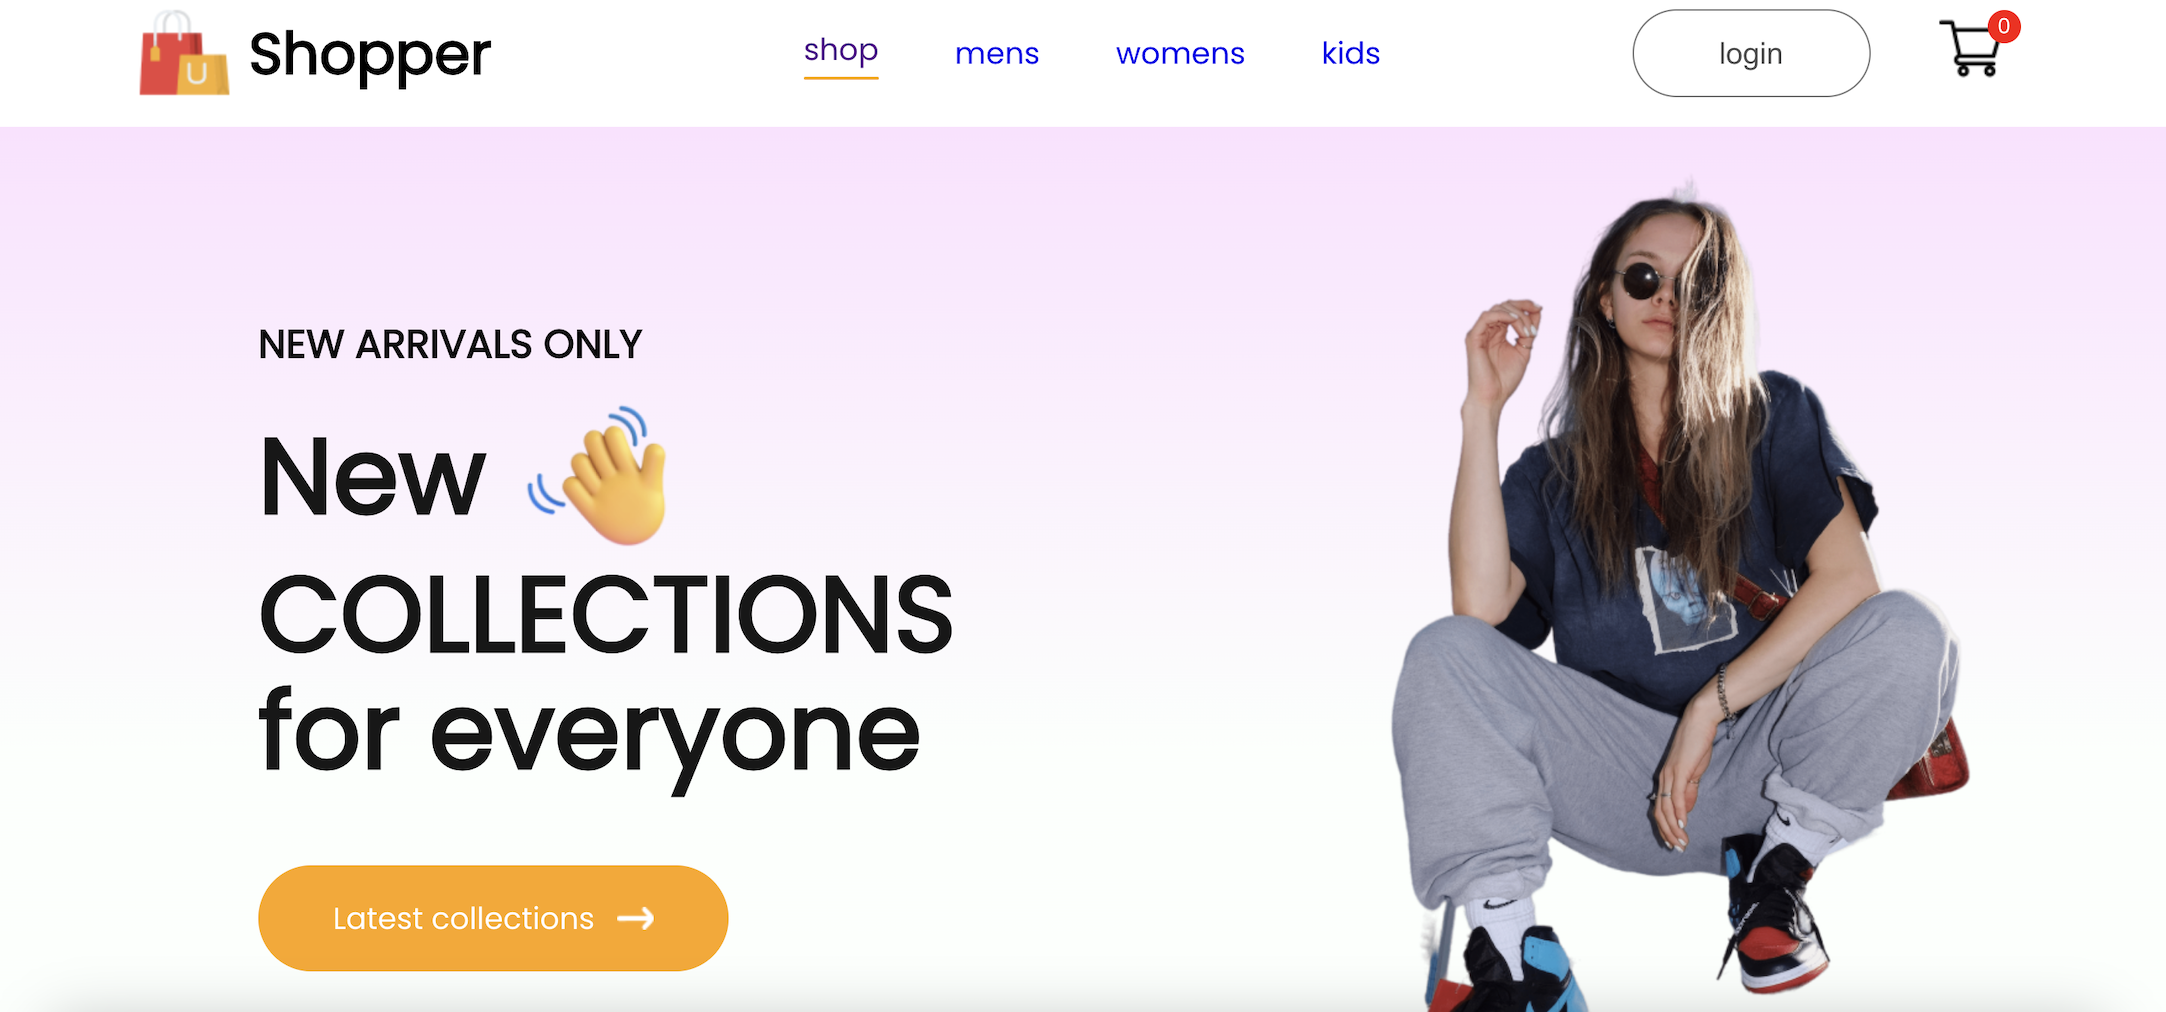 Shopper
shop
mens
womens
kids
login
0
NEW ARRIVALS ONLY
New
COLLECTIONS
for everyone
Latest collections